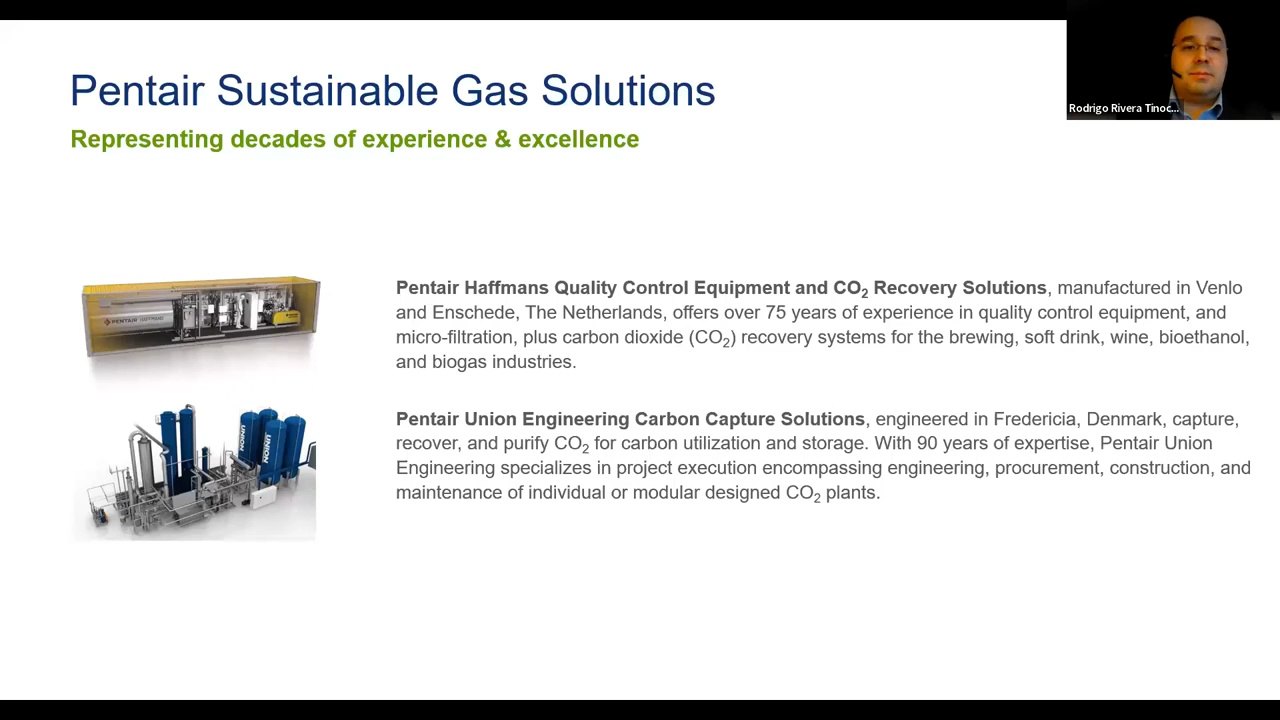 Pentair Sustainable Gas Solutions
Representing decades of experience & excellence
Rodrigo Rivera Tinoc...
Pentair Haffmans Quality Control Equipment and CO₂ Recovery Solutions, manufactured in Venlo
and Enschede, The Netherlands, offers over 75 years of experience in quality control equipment, and
micro-filtration, plus carbon dioxide (CO₂) recovery systems for the brewing, soft drink, wine, bioethanol,
and biogas industries.
PENTAIR HAFFMANS
Pentair Union Engineering Carbon Capture Solutions, engineered in Fredericia, Denmark, capture,
recover, and purify CO₂ for carbon utilization and storage. With 90 years of expertise, Pentair Union
Engineering specializes in project execution encompassing engineering, procurement, construction, and
maintenance of individual or modular designed CO₂ plants.
UNION
UNION